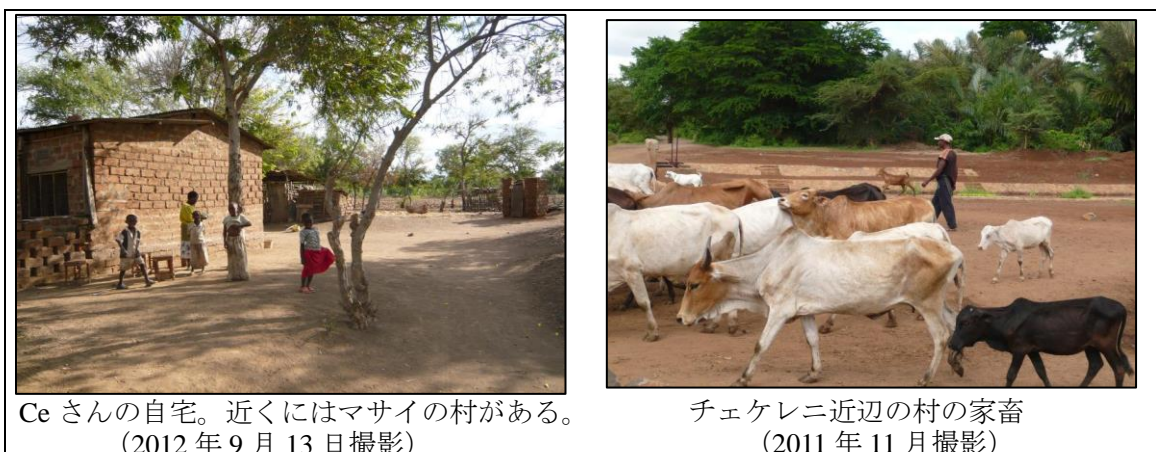 Ce さんの自宅。近くにはマサイの村がある。
（2012 年 9 月 13 日撮影）
チェケレニ近辺の村の家畜
（2011 年 11 月撮影）